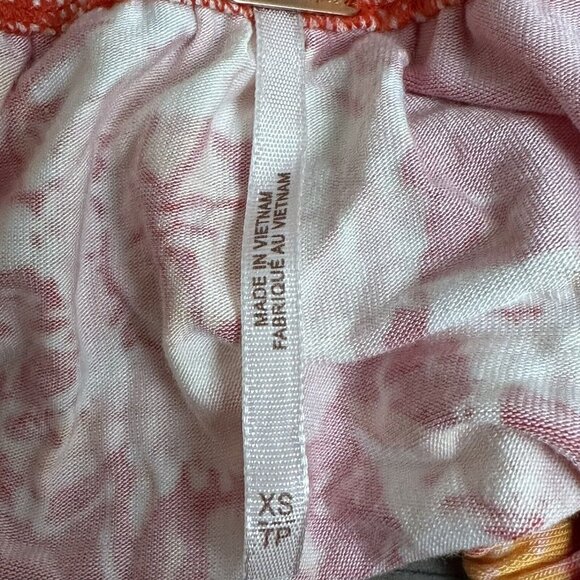 MADE IN VIETNAM
FABRIQUÉ AU VIETNAM
XS
TP